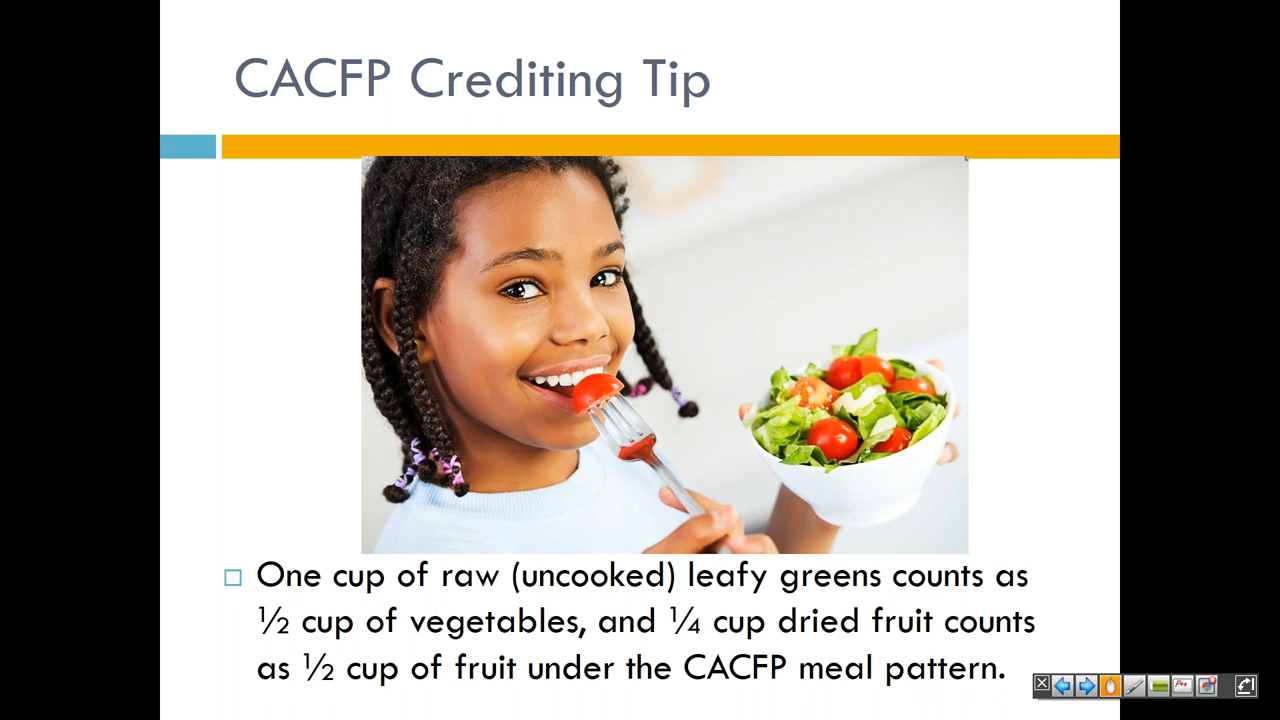 CACFP Crediting Tip
One cup of raw (uncooked) leafy greens counts as
½ cup of vegetables, and ¼ cup dried fruit counts
as ½ cup of fruit under the CACFP meal pattern.